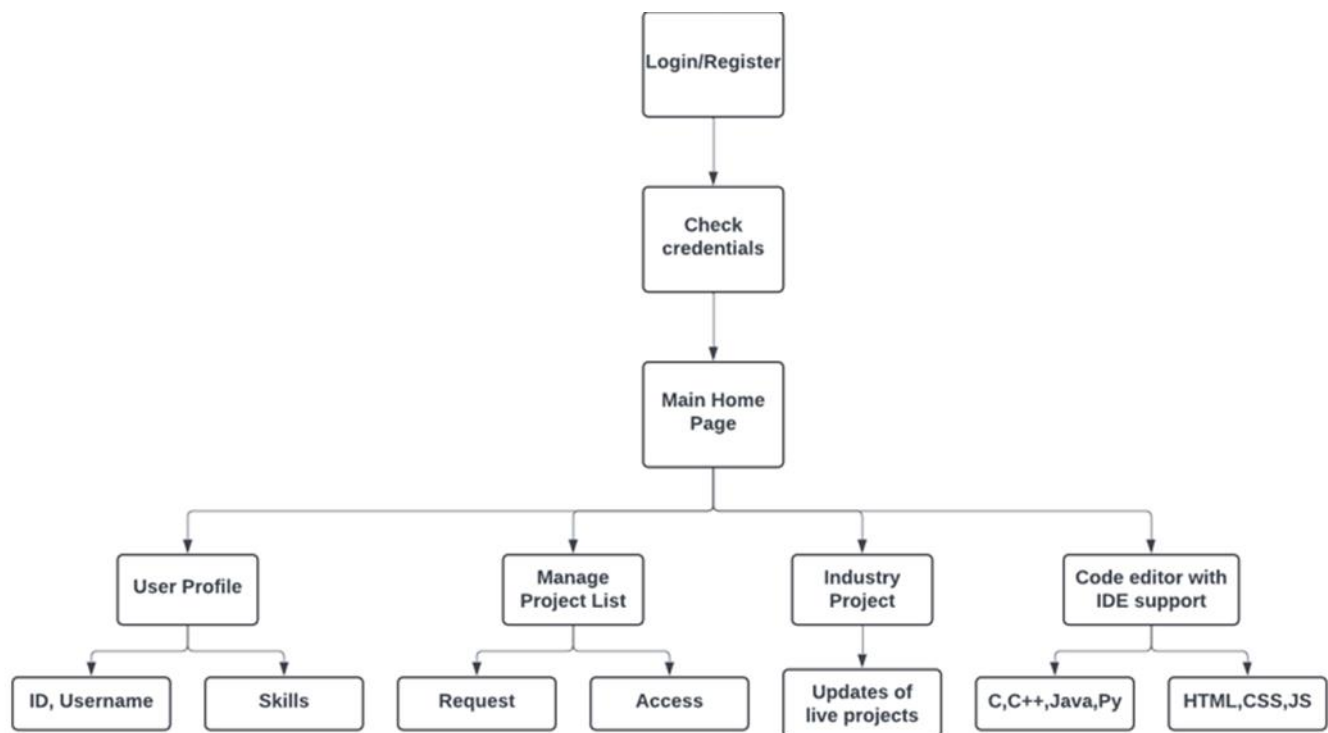 Login/Register
Check
credentials
Main Home
Page
User Profile
Manage
Project List
Industry
Project
Code editor with
IDE support
ID, Username
Skills
Request
Access
Updates of
live projects
C,C++,Java,Py
HTML,CSS,JS